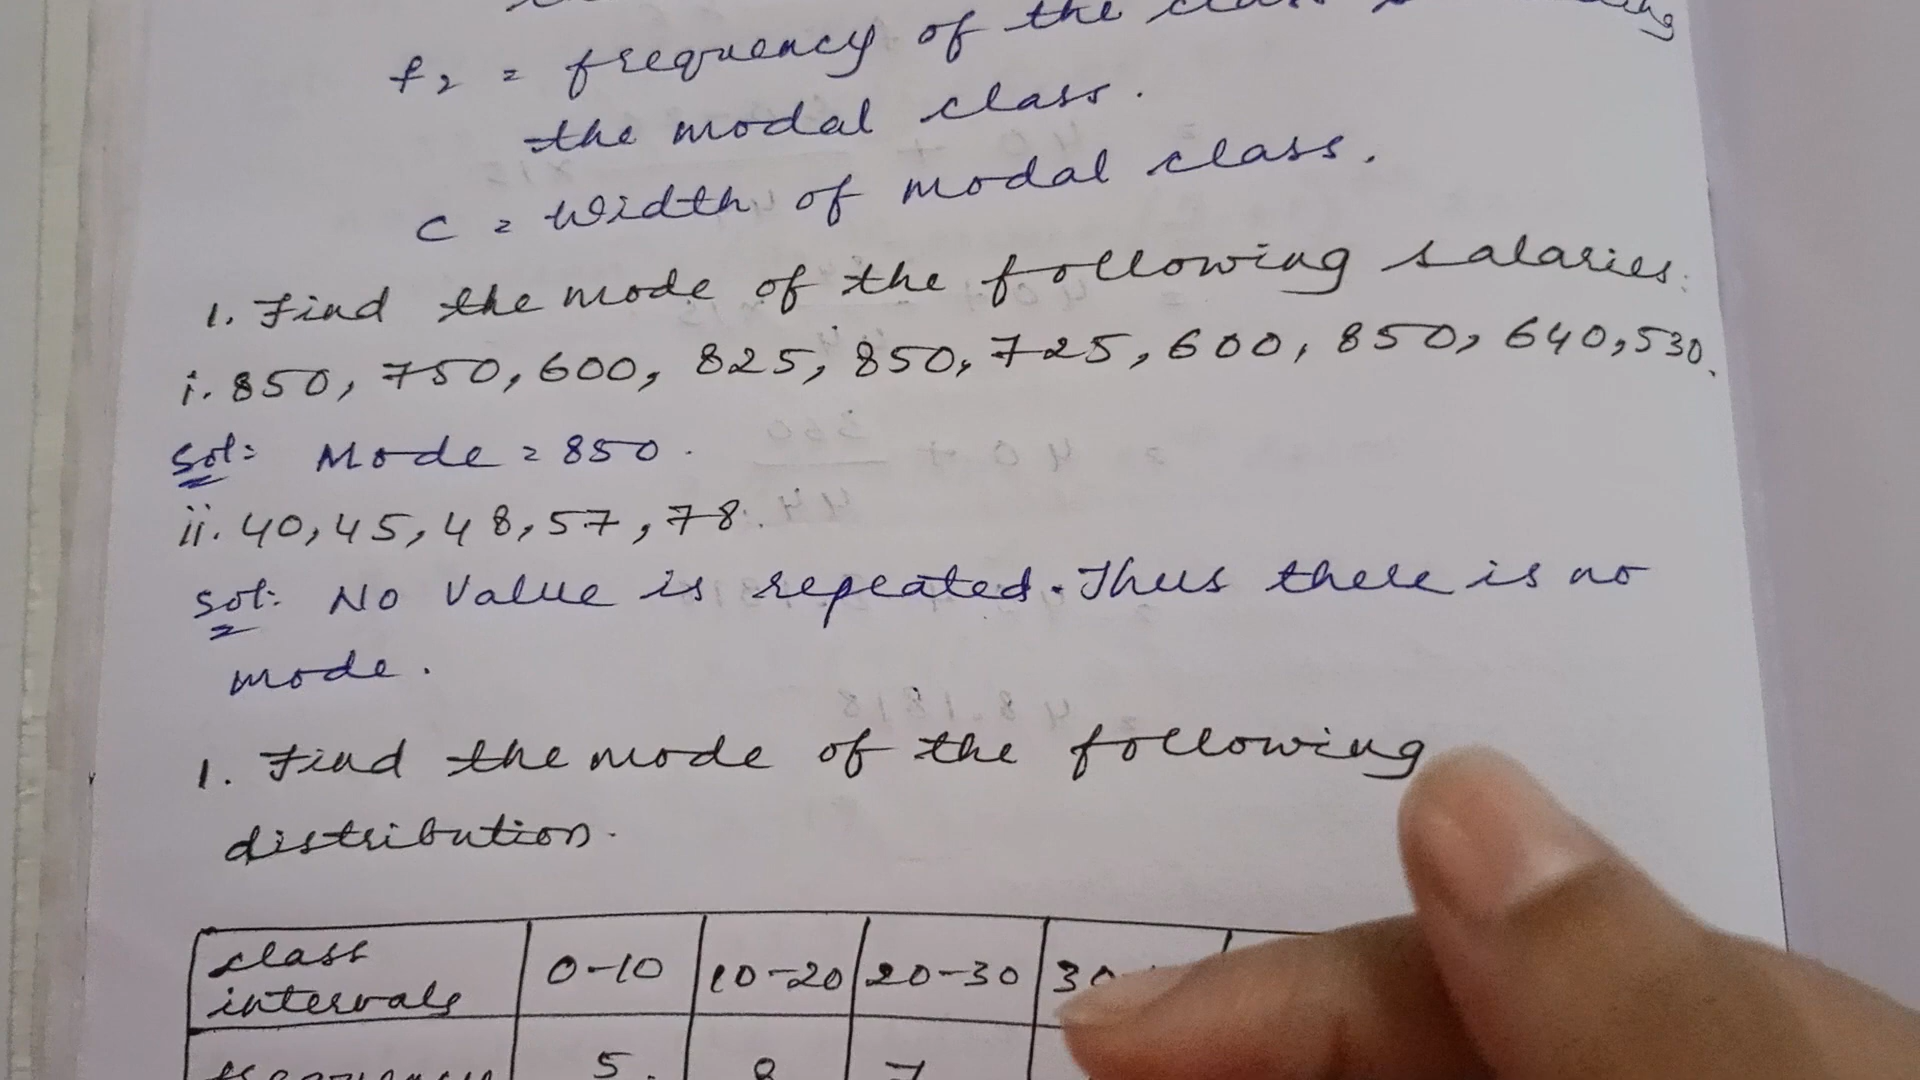 f2 = frequency of the
the modal class.
C = Width of modal class.
1. Find the mode of the following salaries:
i. 850, 750, 600, 825, 850, 725, 600, 850, 640, 530.
Sol: Mode = 850.
ii. 40, 45, 48, 57, 78.
Sol: No Value is repeated. Thus there is no
mode.
1. Find the mode of the following
distribution.
class intervals 0-10 10-20 20-30
5 8 7